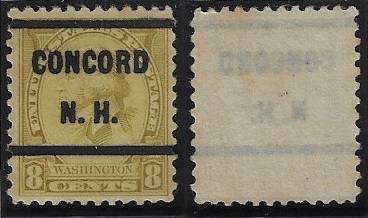 CONCORD
N. H.
WASHINGTON
8 CENTS 8
CONCORD
N. H.